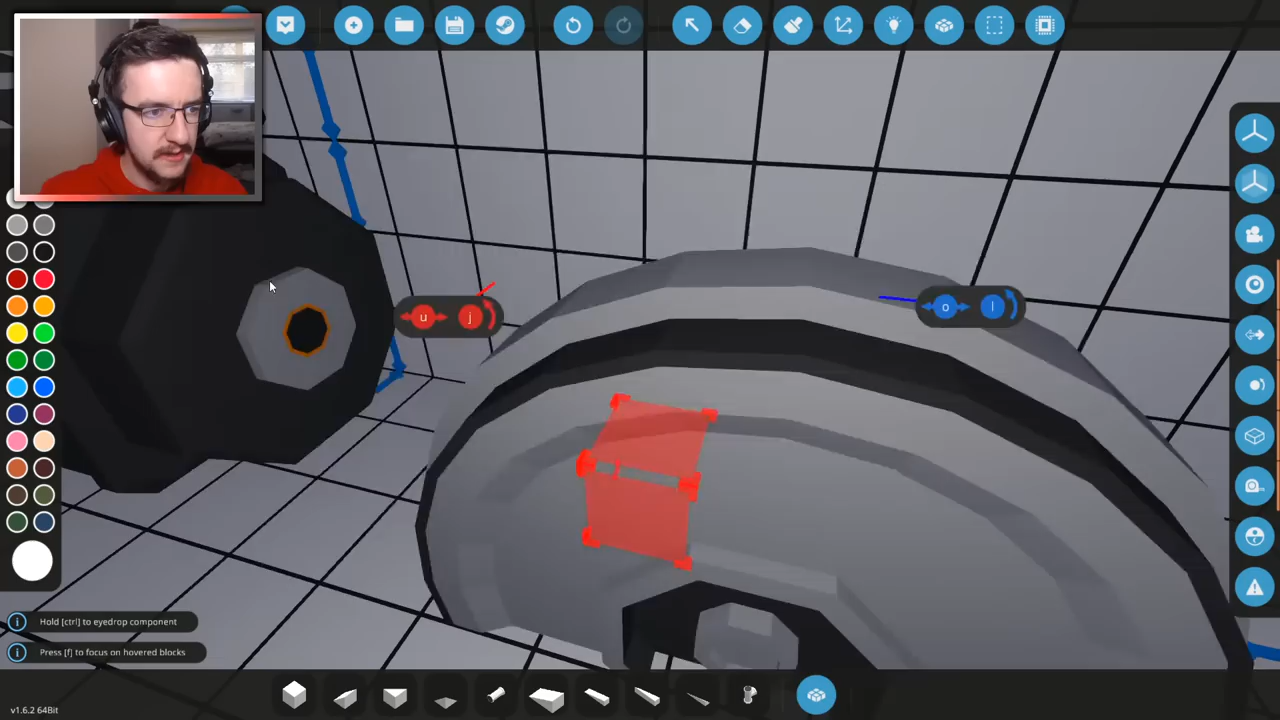 u j
o l
Hold [ctrl] to eyedrop component
Press [f] to focus on hovered blocks
v1.6.2 64Bit